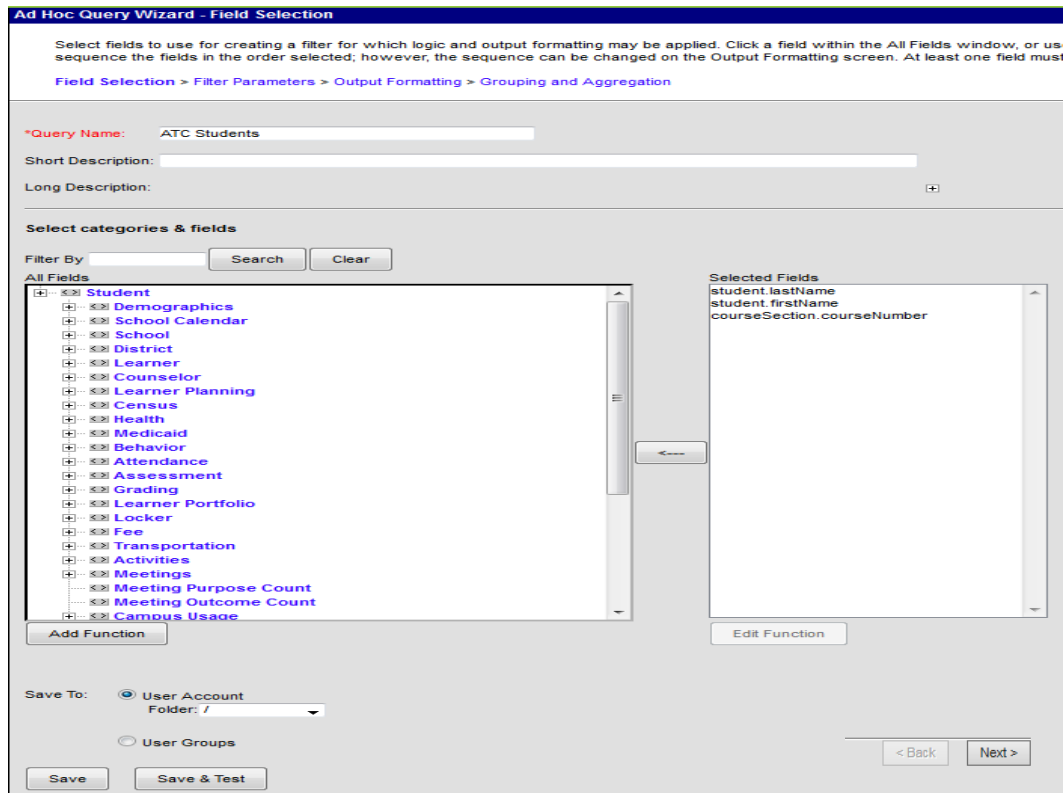 Ad Hoc Query Wizard - Field Selection
Select fields to use for creating a filter for which logic and output formatting may be applied. Click a field within the All Fields window, or us
sequence the fields in the order selected; however, the sequence can be changed on the Output Formatting screen. At least one field must
Field Selection > Filter Parameters > Output Formatting > Grouping and Aggregation
*Query Name: ATC Students
Short Description:
Long Description:
Select categories & fields
Filter By Search Clear
All Fields
Student
Demographics
School Calendar
School
District
Learner
Counselor
Learner Planning
Census
Health
Medicaid
Behavior
Attendance
Assessment
Grading
Learner Portfolio
Locker
Fee
Transportation
Activities
Meetings
Meeting Purpose Count
Meeting Outcome Count
Campus Usage
Add Function
<---
Selected Fields
student.lastName
student.firstName
courseSection.courseNumber
Edit Function
Save To: User Account
Folder: /
User Groups
< Back Next >
Save Save & Test